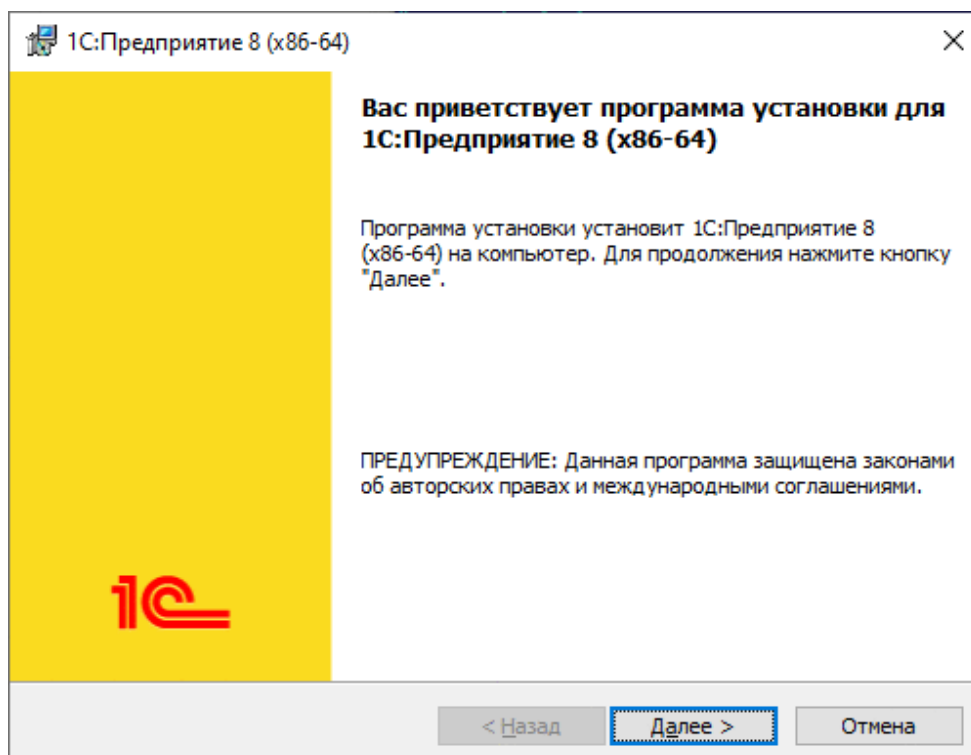 1С:Предприятие 8 (x86-64)
Вас приветствует программа установки для
1С:Предприятие 8 (x86-64)
Программа установки установит 1С:Предприятие 8
(x86-64) на компьютер. Для продолжения нажмите кнопку
"Далее".
ПРЕДУПРЕЖДЕНИЕ: Данная программа защищена законами
об авторских правах и международными соглашениями.
1С
< Назад
Далее >
Отмена